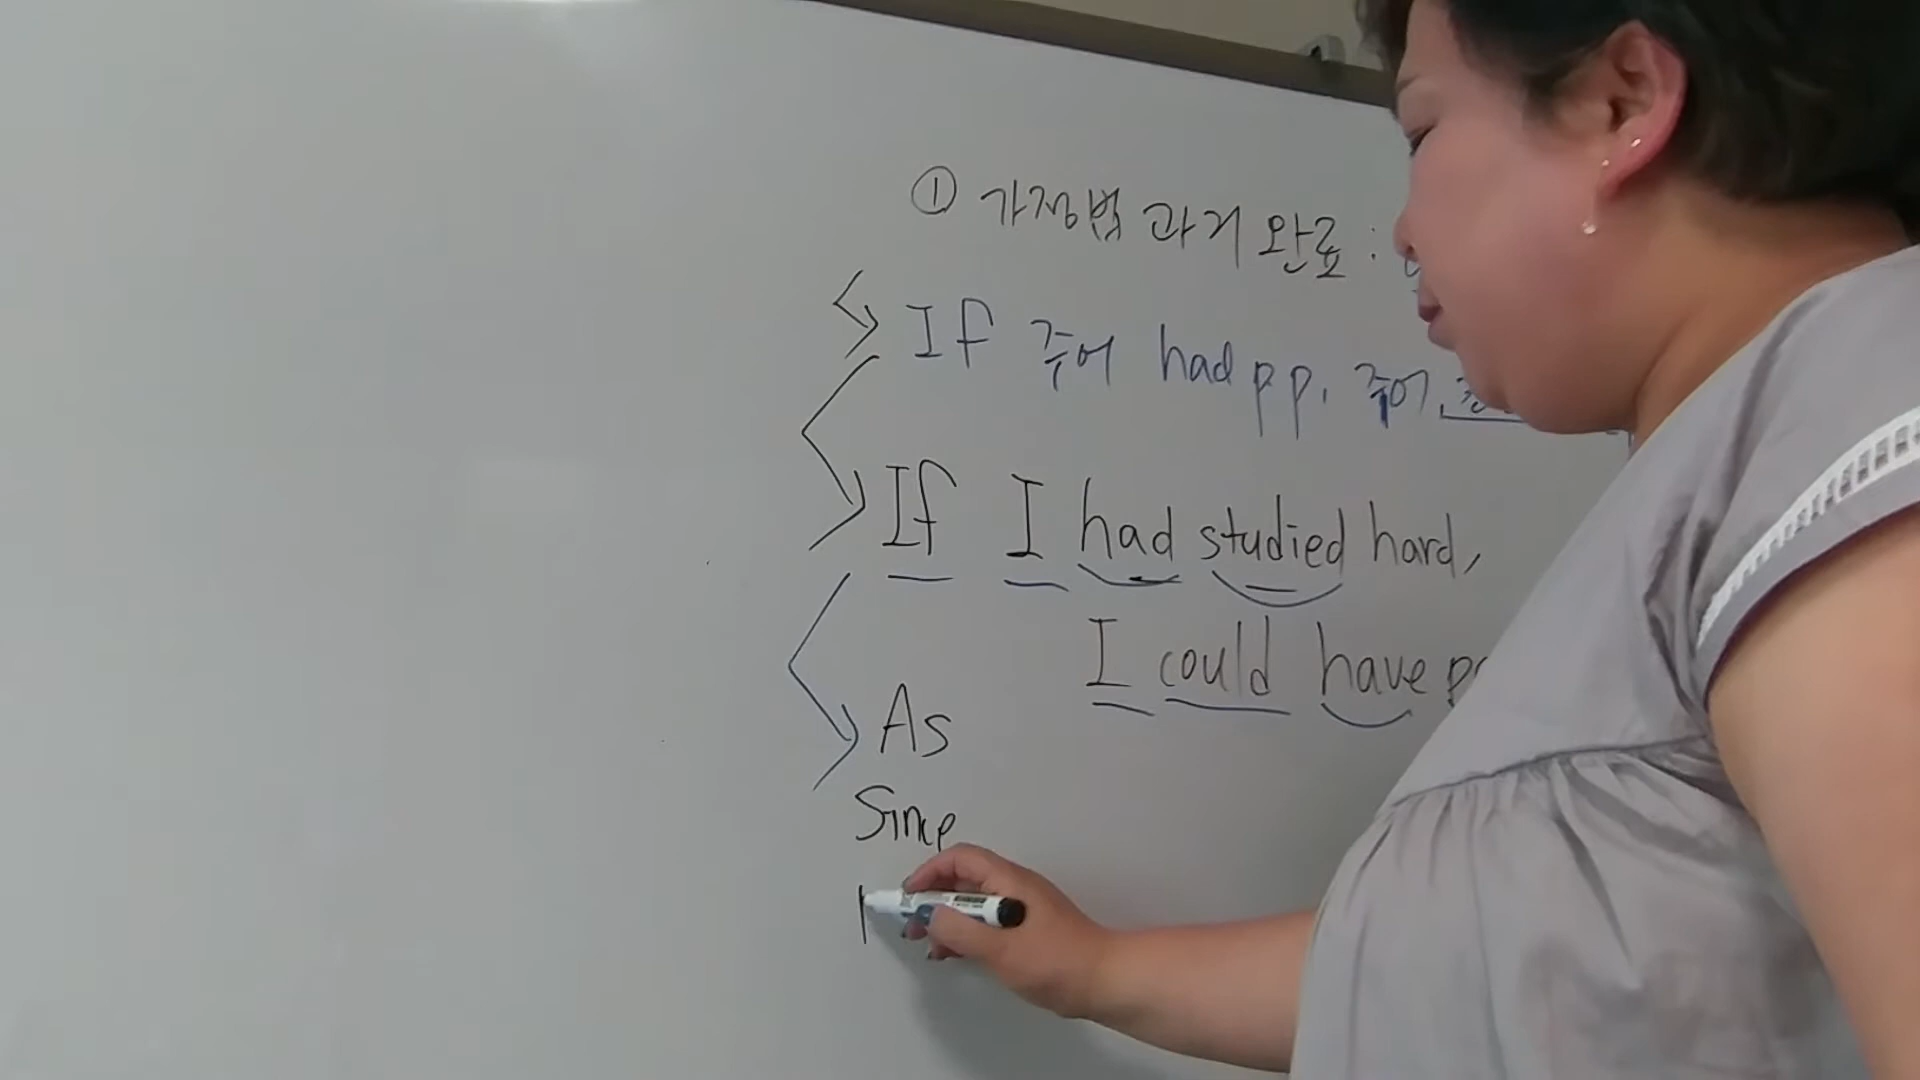 ① 가정법 과거 완료 :
If 주어 had pp, 주어,
If I had studied hard,
I could have
As
Since